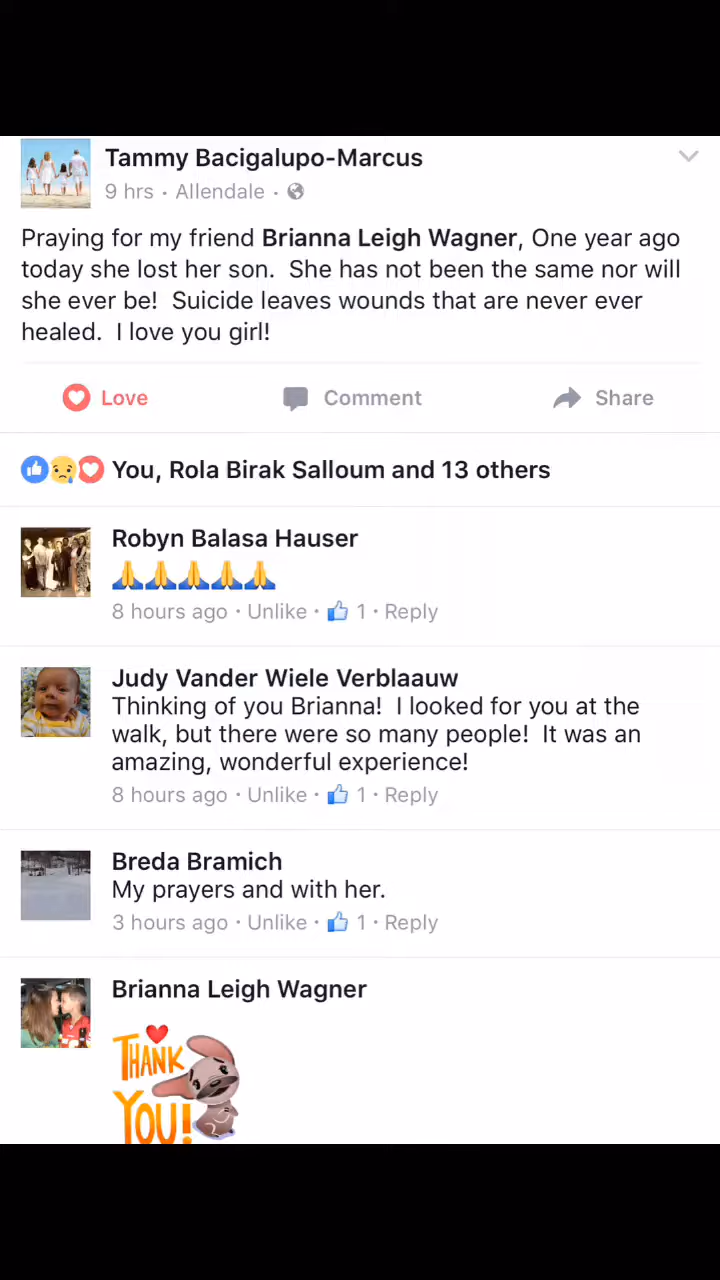 Tammy Bacigalupo-Marcus
9 hrs · Allendale ·
Praying for my friend Brianna Leigh Wagner, One year ago
today she lost her son.  She has not been the same nor will
she ever be!  Suicide leaves wounds that are never ever
healed.  I love you girl!
Love Comment Share
You, Rola Birak Salloum and 13 others
Robyn Balasa Hauser
🙏🙏🙏🙏🙏
8 hours ago · Unlike · 1 · Reply
Judy Vander Wiele Verblaauw
Thinking of you Brianna!  I looked for you at the
walk, but there were so many people!  It was an
amazing, wonderful experience!
8 hours ago · Unlike · 1 · Reply
Breda Bramich
My prayers and with her.
3 hours ago · Unlike · 1 · Reply
Brianna Leigh Wagner
THANK
YOU!